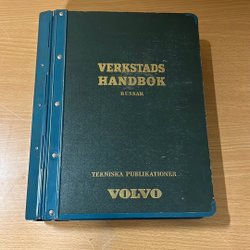 VERKSTADS
HANDBOK
BUSSAR
TEKNISKA PUBLIKATIONER
VOLVO